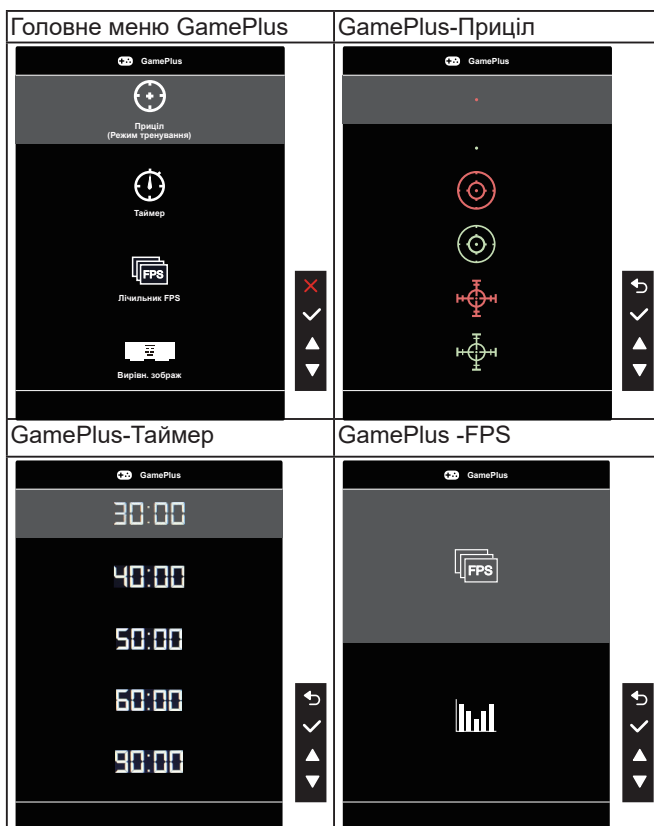 Головне меню GamePlus
GamePlus-Приціл
GamePlus
Приціл
(Режим тренування)
Таймер
FPS
Лічильник FPS
Вирівн. зображ
GamePlus
GamePlus-Таймер
GamePlus -FPS
GamePlus
30:00
40:00
50:00
60:00
90:00
GamePlus
FPS